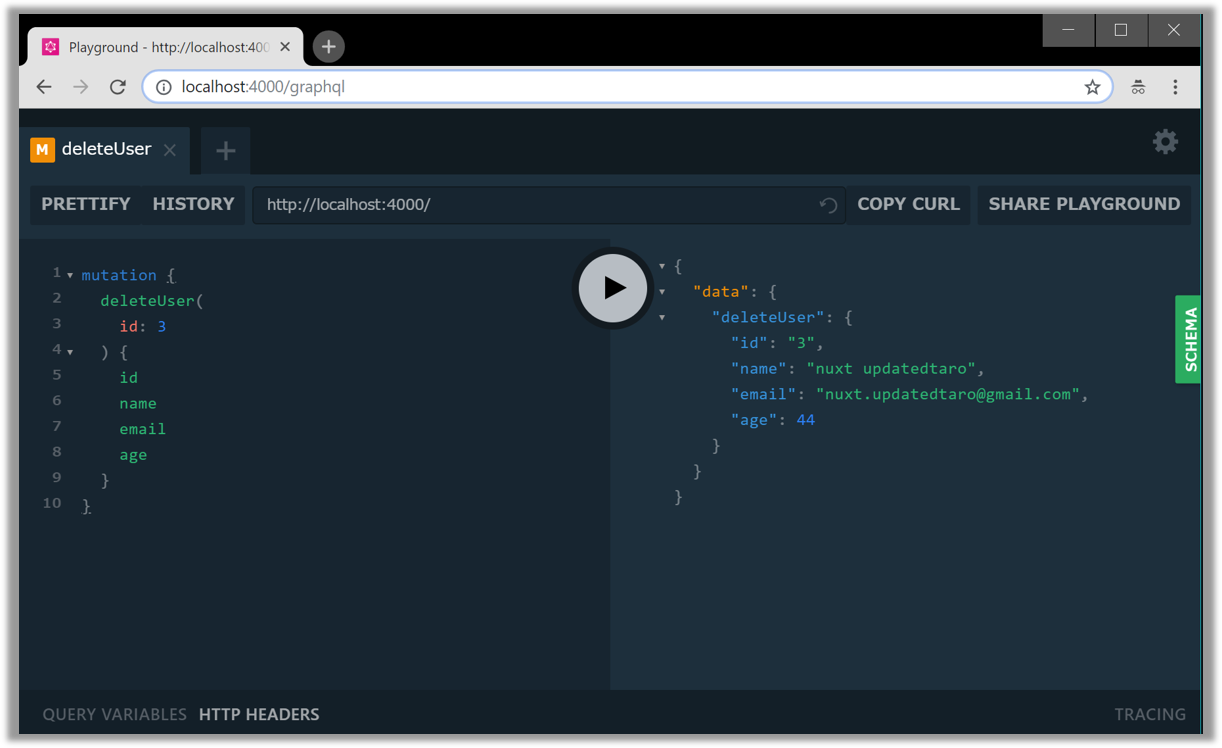 Playground - http://localhost:400
localhost:4000/graphql
M deleteUser
PRETTIFY HISTORY http://localhost:4000/ COPY CURL SHARE PLAYGROUND
1 mutation {
2 deleteUser(
3 id: 3
4 ) {
5 id
6 name
7 email
8 age
9 }
10 }
{
"data": {
"deleteUser": {
"id": "3",
"name": "nuxt updatedtaro",
"email": "nuxt.updatedtaro@gmail.com",
"age": 44
}
}
}
SCHEMA
QUERY VARIABLES HTTP HEADERS TRACING